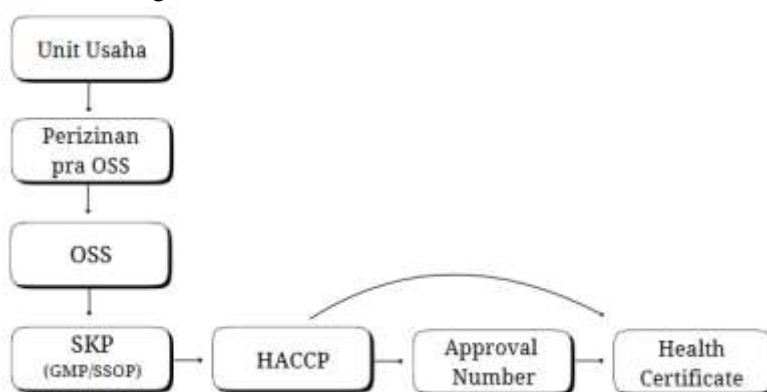 Unit Usaha
Perizinan
pra OSS
OSS
SKP
(GMP/SSOP)
HACCP
Approval
Number
Health
Certificate